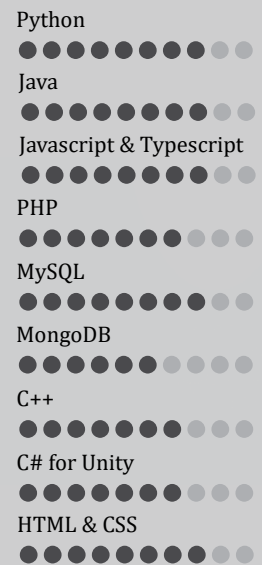 Python
Java
Javascript & Typescript
PHP
MySQL
MongoDB
C++
C# for Unity
HTML & CSS